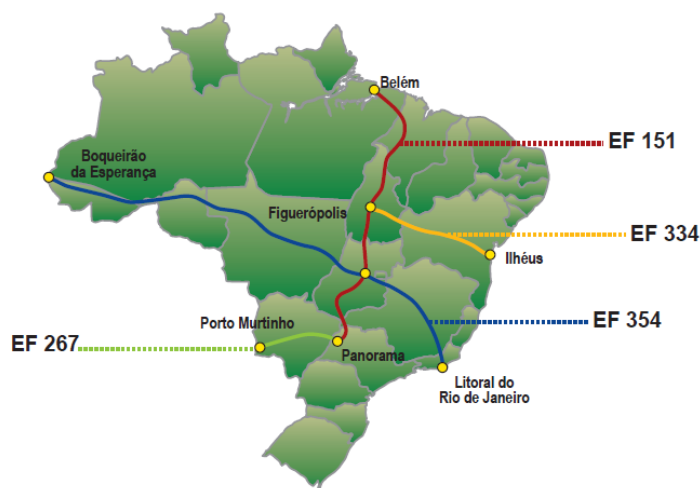 Belém
EF 151
Boqueirão
da Esperança
Figuerópolis
EF 334
Ilhéus
Porto Murtinho
EF 354
EF 267
Panorama
Litoral do
Rio de Janeiro